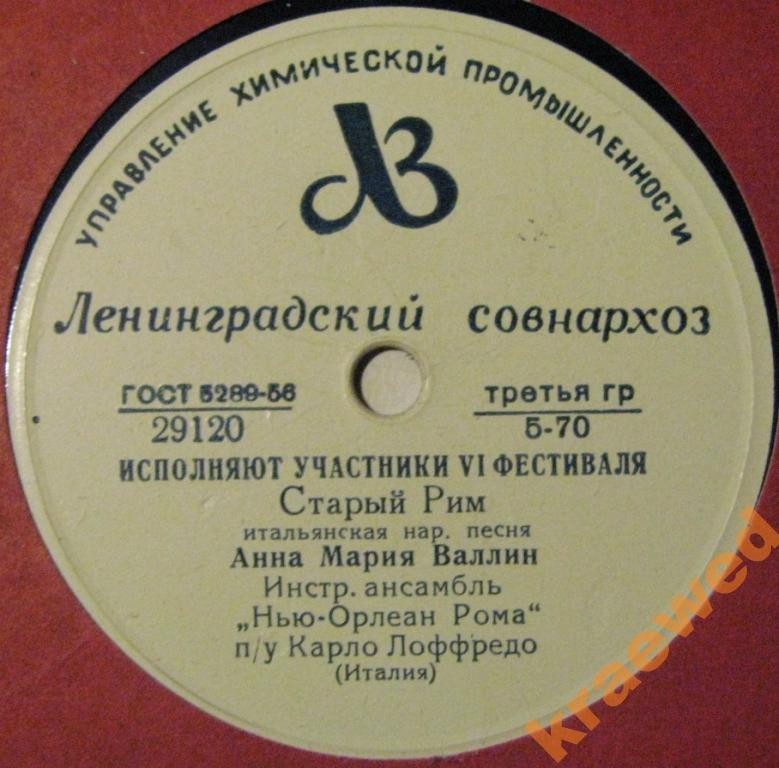 УПРАВЛЕНИЕ ХИМИЧЕСКОЙ ПРОМЫШЛЕННОСТИ
ЛЗ
Ленинградский совнархоз
ГОСТ 5289-56 третья гр
29120 5-70
ИСПОЛНЯЮТ УЧАСТНИКИ VI ФЕСТИВАЛЯ
Старый Рим
итальянская нар. песня
Анна Мария Валлин
Инстр. ансамбль
„Нью-Орлеан Рома“
п/у Карло Лоффредо
(Италия)
kraewed